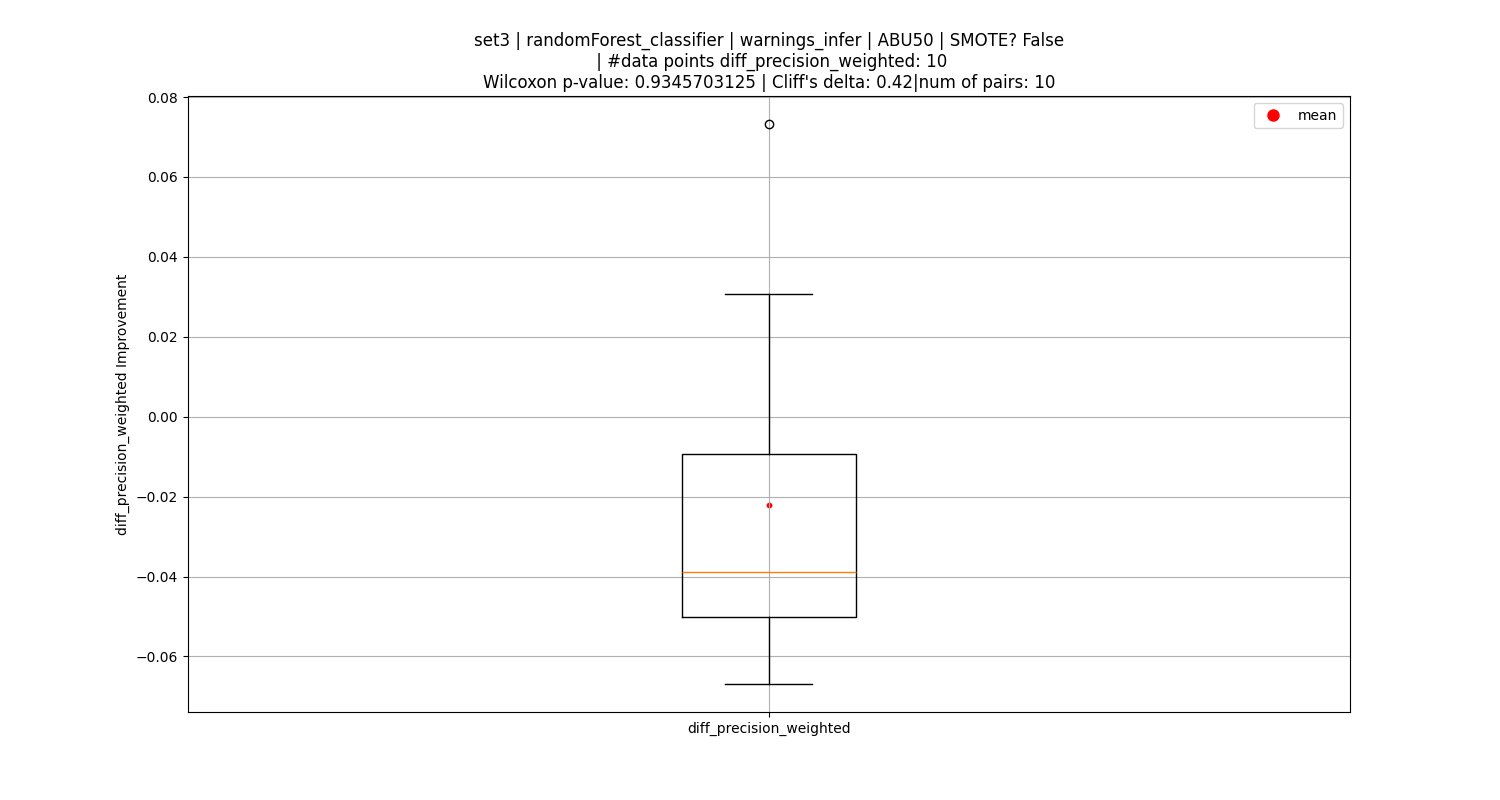 set3 | randomForest_classifier | warnings_infer | ABU50 | SMOTE? False
| #data points diff_precision_weighted: 10
Wilcoxon p-value: 0.9345703125 | Cliff's delta: 0.42|num of pairs: 10
mean
0.08
0.06
0.04
0.02
0.00
−0.02
−0.04
−0.06
diff_precision_weighted Improvement
diff_precision_weighted